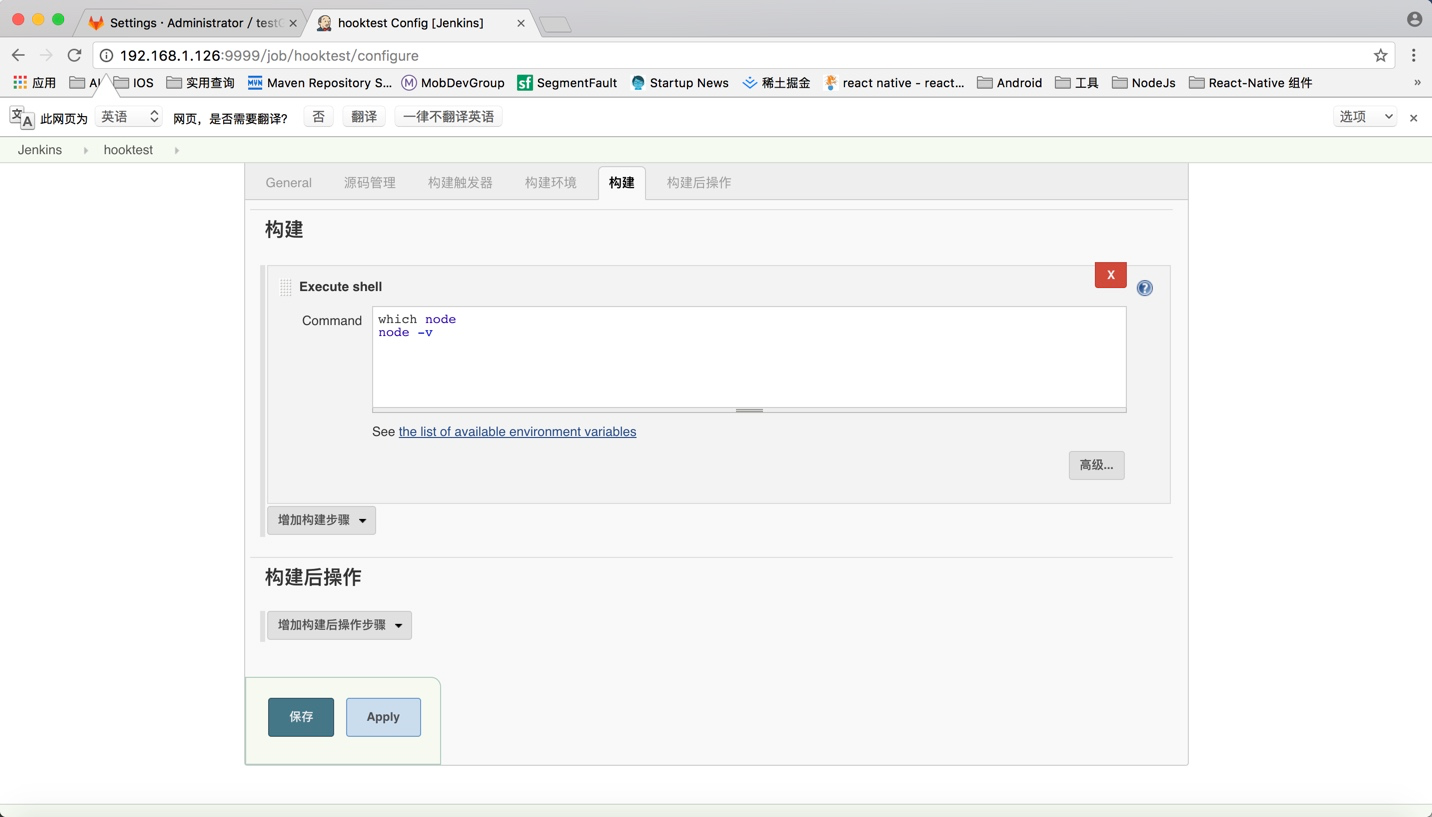 Settings · Administrator / test
hooktest Config [Jenkins]
192.168.1.126:9999/job/hooktest/configure
应用
IOS
实用查询
MVN Maven Repository S...
M MobDevGroup
sf SegmentFault
Startup News
稀土掘金
react native - react...
Android
工具
NodeJs
React-Native 组件
»
文A 此网页为 英语 网页，是否需要翻译? 否 翻译 一律不翻译英语 选项
Jenkins hooktest
General 源码管理 构建触发器 构建环境 构建 构建后操作
构建
X
Execute shell
Command
which node
node -v
See the list of available environment variables
高级...
增加构建步骤
构建后操作
增加构建后操作步骤
保存 Apply